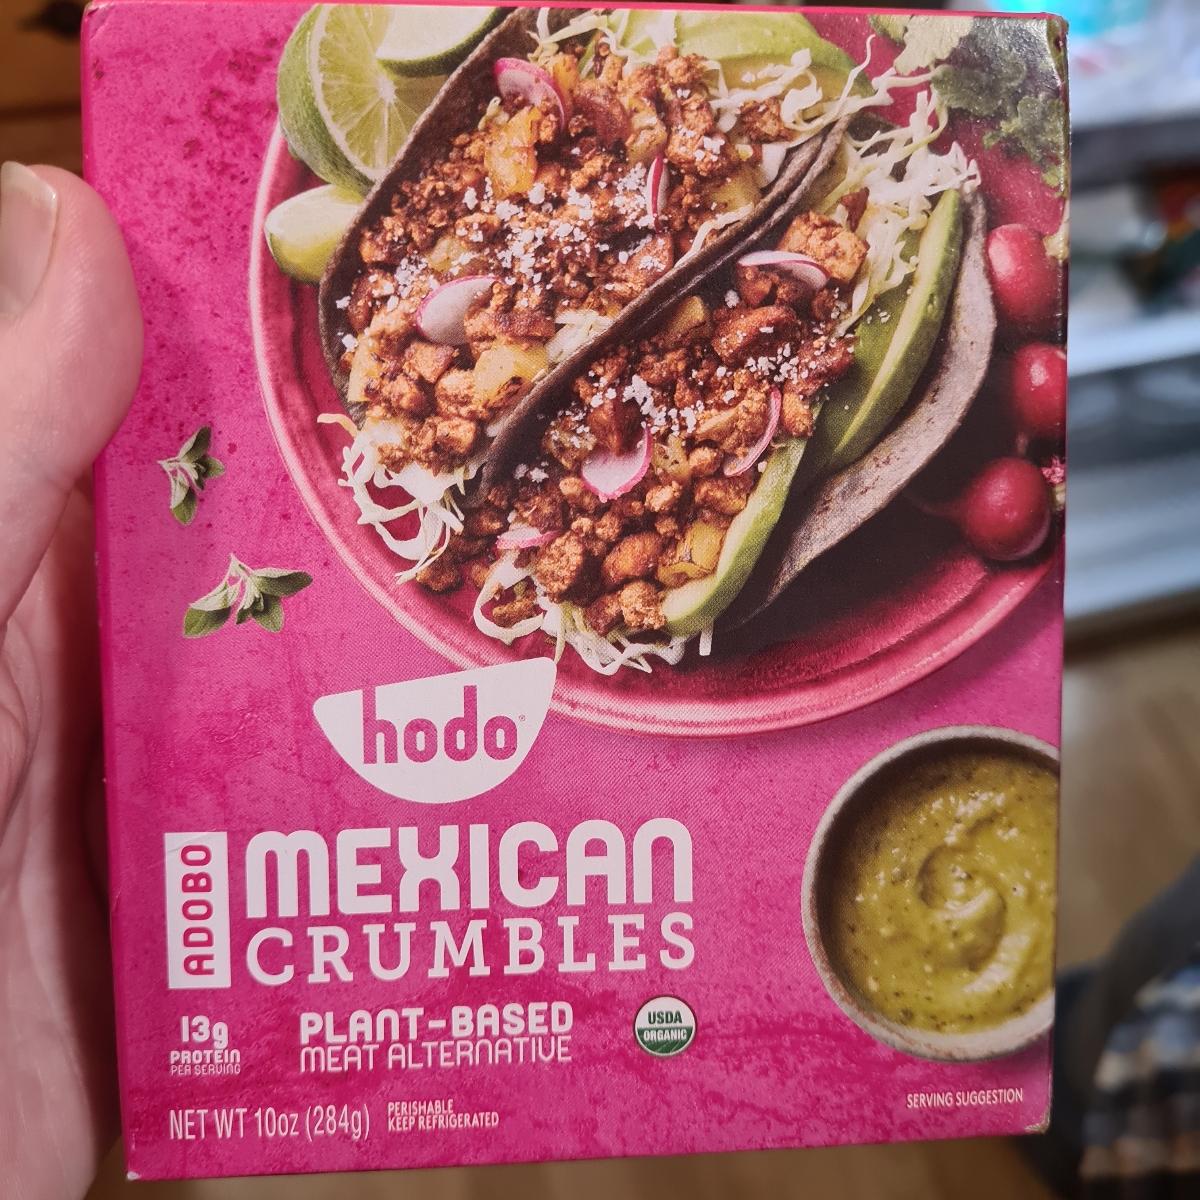 hodo®
ADOBO
MEXICAN
CRUMBLES
13g
PROTEIN
PER SERVING
PLANT-BASED
MEAT ALTERNATIVE
USDA
ORGANIC
NET WT 10oz (284g)
PERISHABLE
KEEP REFRIGERATED
SERVING SUGGESTION